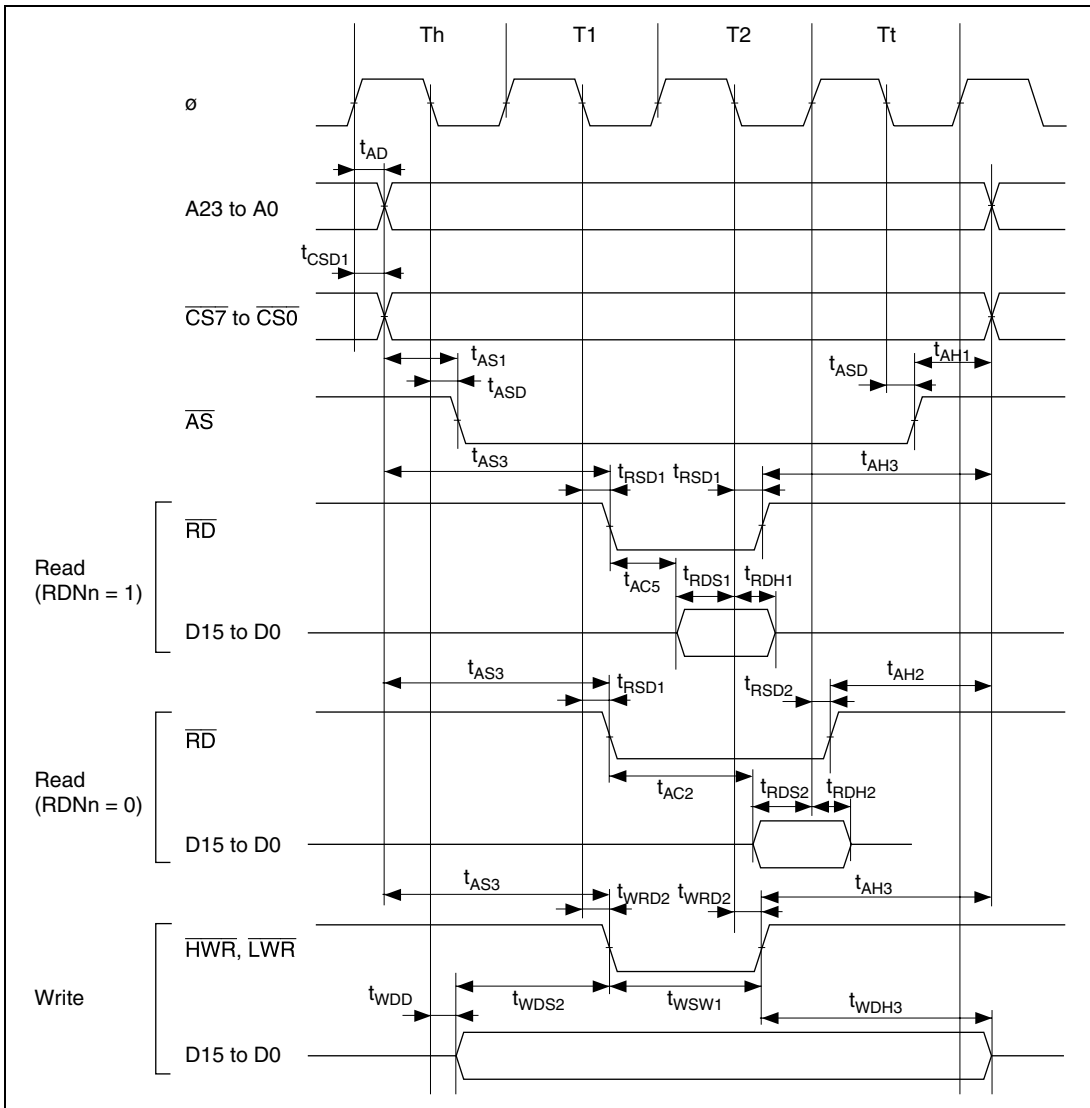 Th T1 T2 Tt
ø
tAD
A23 to A0
tCSD1
CS7 to CS0
tAS1 tASD tASD tAH1
AS
tAS3 tRSD1 tRSD1 tAH3
RD
Read
(RDNn = 1)
tAC5 tRDS1 tRDH1
D15 to D0
tAS3 tRSD1 tRSD2 tAH2
RD
Read
(RDNn = 0)
tAC2 tRDS2 tRDH2
D15 to D0
tAS3 tWRD2 tWRD2 tAH3
HWR, LWR
Write
tWDD tWDS2 tWSW1 tWDH3
D15 to D0